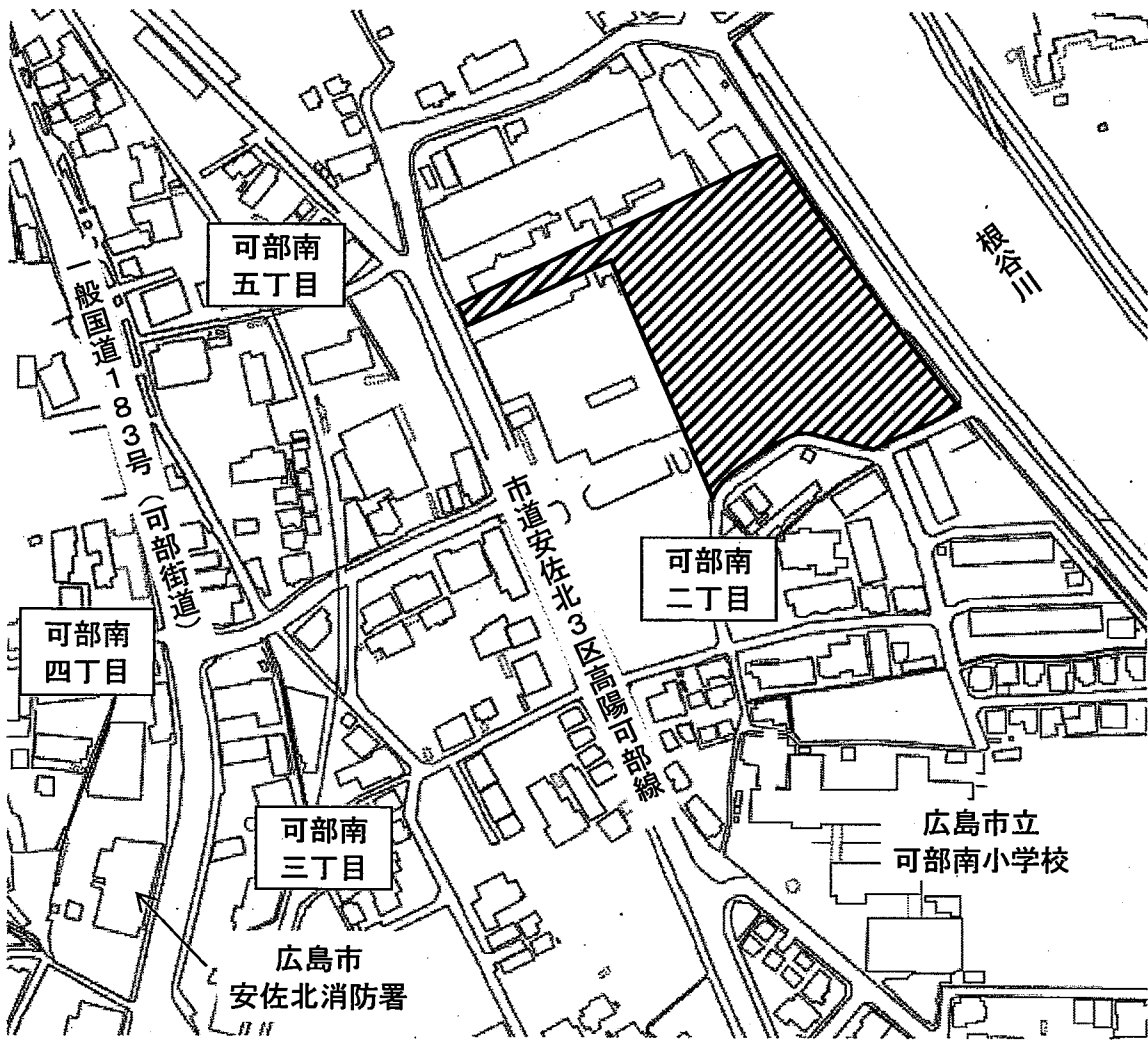 可部南
五丁目
根谷川
一般国道183号（可部街道）
市道安佐北3区高陽可部線
可部南
二丁目
可部南
四丁目
可部南
三丁目
広島市立
可部南小学校
広島市
安佐北消防署